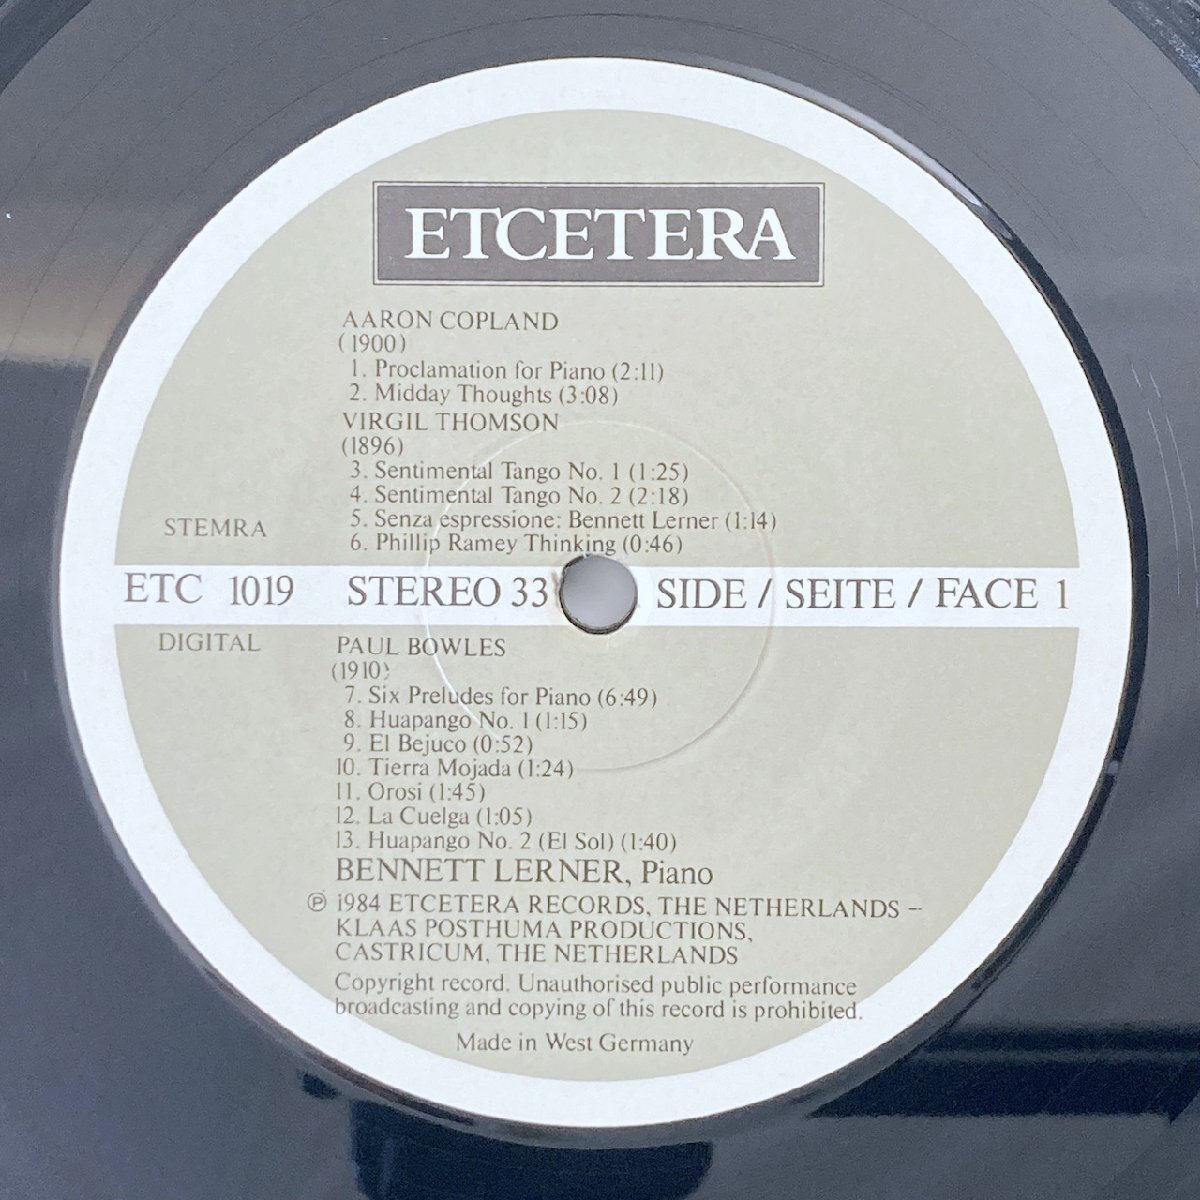 ETCETERA
AARON COPLAND
(1900)
1. Proclamation for Piano (2:11)
2. Midday Thoughts (3:08)
VIRGIL THOMSON
(1896)
3. Sentimental Tango No. 1 (1:25)
4. Sentimental Tango No. 2 (2:18)
5. Senza espressione: Bennett Lerner (1:14)
6. Phillip Ramey Thinking (0:46)
STEMRA
ETC 1019 STEREO 33 SIDE / SEITE / FACE 1
DIGITAL
PAUL BOWLES
(1910)
7. Six Preludes for Piano (6:49)
8. Huapango No. 1 (1:15)
9. El Bejuco (0:52)
10. Tierra Mojada (1:24)
11. Orosi (1:45)
12. La Cuelga (1:05)
13. Huapango No. 2 (El Sol) (1:40)
BENNETT LERNER, Piano
℗ 1984 ETCETERA RECORDS, THE NETHERLANDS –
KLAAS POSTHUMA PRODUCTIONS,
CASTRICUM, THE NETHERLANDS
Copyright record. Unauthorised public performance
broadcasting and copying of this record is prohibited.
Made in West Germany